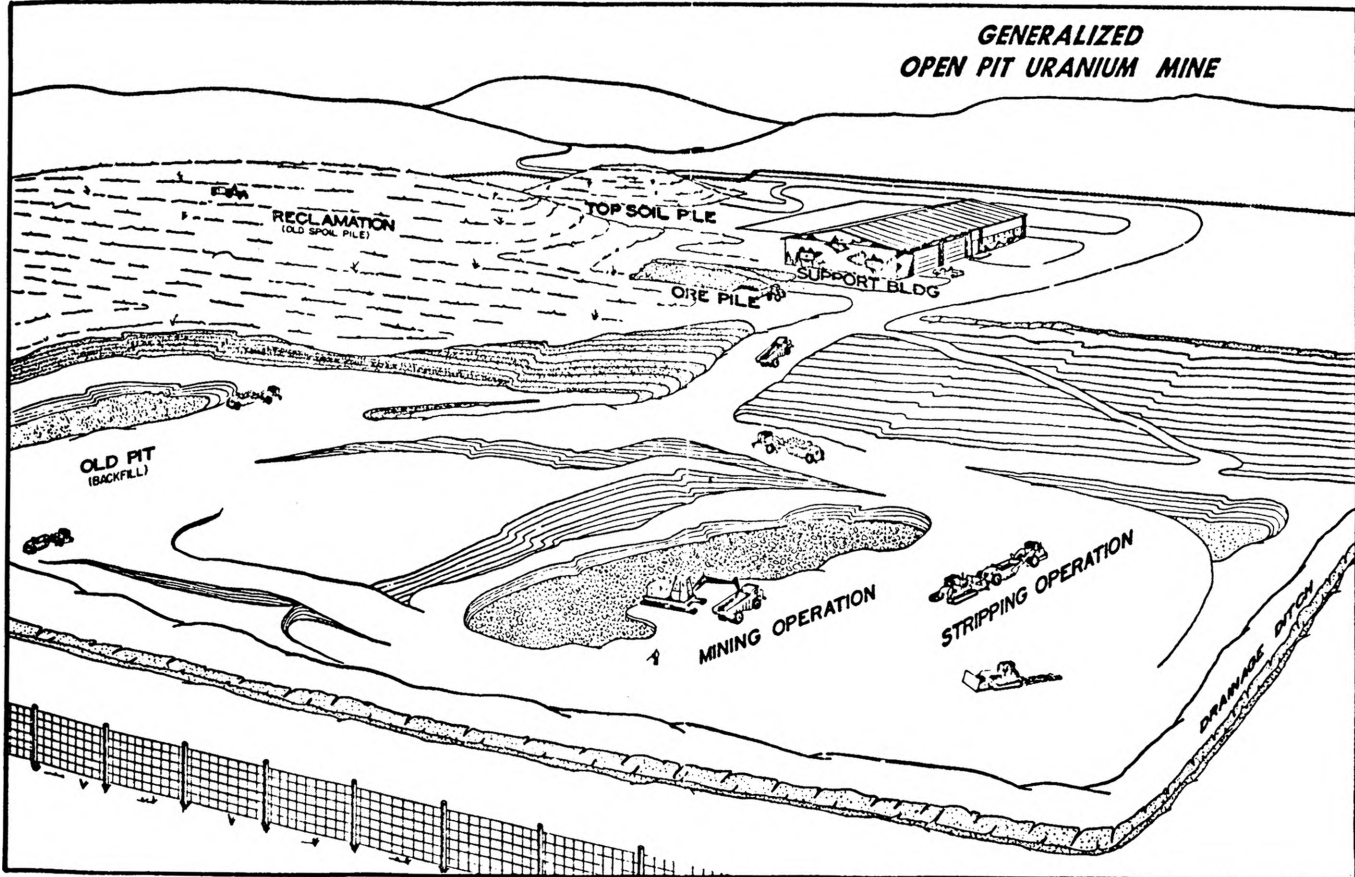 GENERALIZED
OPEN PIT URANIUM MINE
RECLAMATION
(OLD SPOIL PILE)
TOP SOIL PILE
SUPPORT BLDG
ORE PILE
OLD PIT
(BACKFILL)
MINING OPERATION
STRIPPING OPERATION
DRAINAGE DITCH